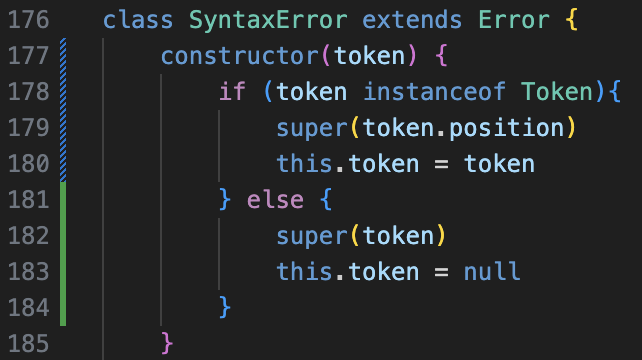 176 class SyntaxError extends Error {
177 constructor(token) {
178 if (token instanceof Token){
179 super(token.position)
180 this.token = token
181 } else {
182 super(token)
183 this.token = null
184 }
185 }